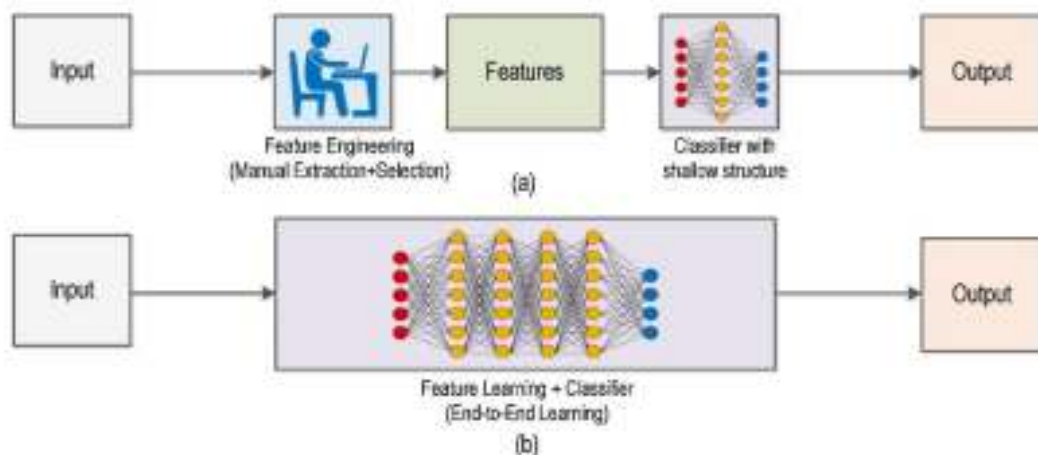 Input
Features
Output
Feature Engineering
(Manual Extraction+Selection)
Classifier with
shallow structure
(a)
Input
Output
Feature Learning + Classifier
(End-to-End Learning)
(b)